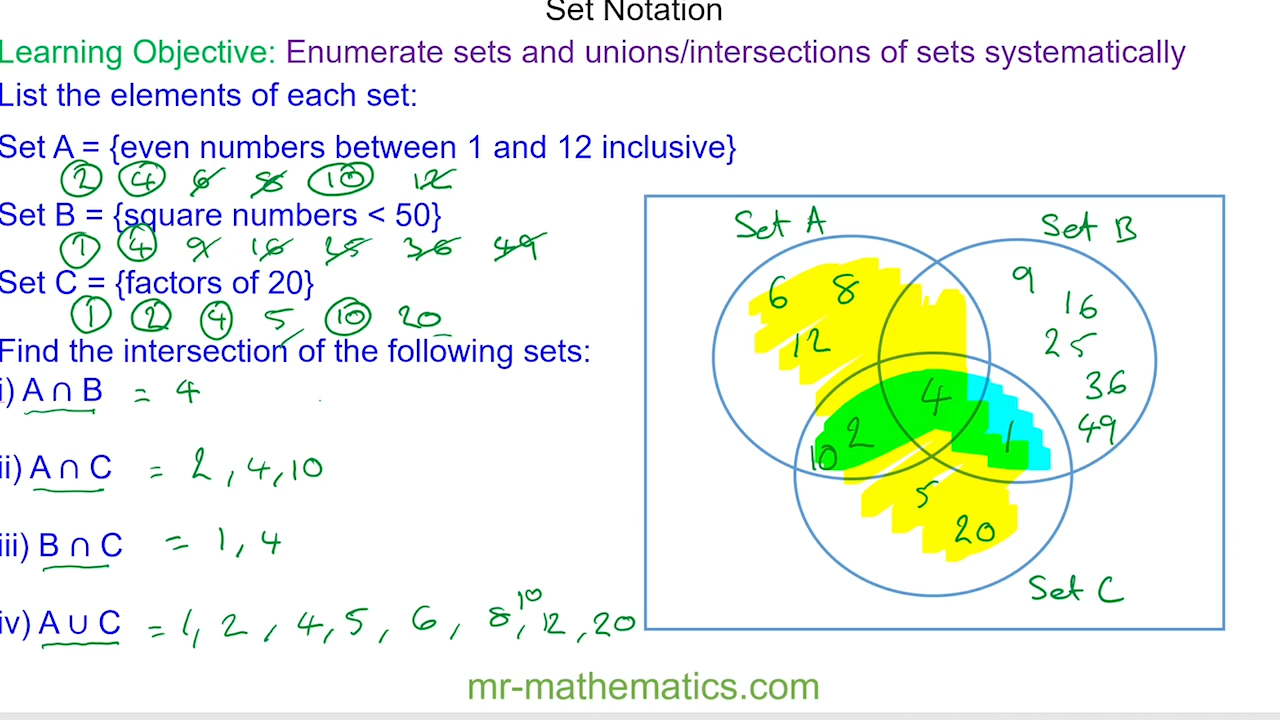 Set Notation
Learning Objective: Enumerate sets and unions/intersections of sets systematically
List the elements of each set:
Set A = {even numbers between 1 and 12 inclusive}
2 4 6 8 10 12
Set B = {square numbers < 50}
1 4 9 16 25 36 49
Set C = {factors of 20}
1 2 4 5 10 20
Find the intersection of the following sets:
i) A ∩ B = 4
ii) A ∩ C = 2, 4, 10
iii) B ∩ C = 1, 4
10
iv) A ∪ C = 1, 2, 4, 5, 6, 8, 12, 20
Set A
Set B
6 8
12
9
16
25
36
49
4
2
10
1
5
20
Set C
mr-mathematics.com